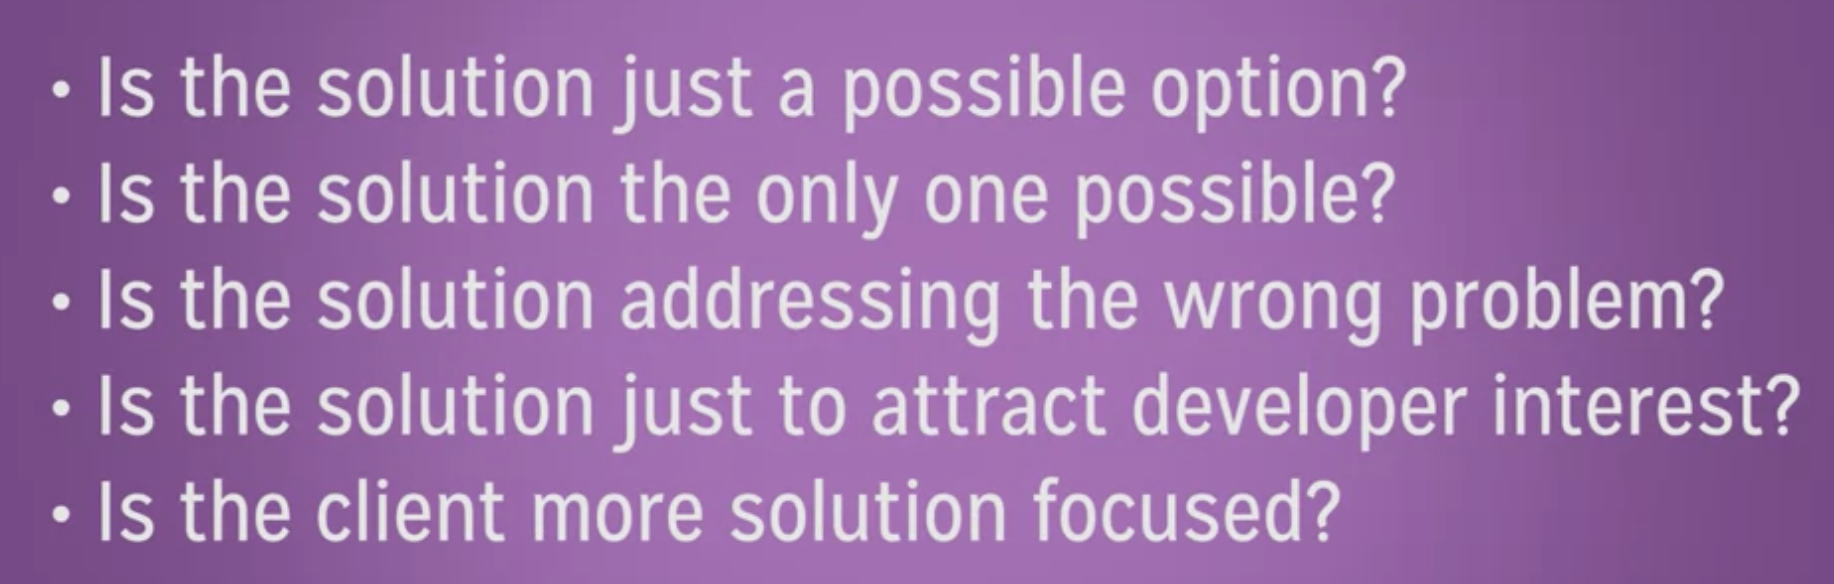 • Is the solution just a possible option?
• Is the solution the only one possible?
• Is the solution addressing the wrong problem?
• Is the solution just to attract developer interest?
• Is the client more solution focused?